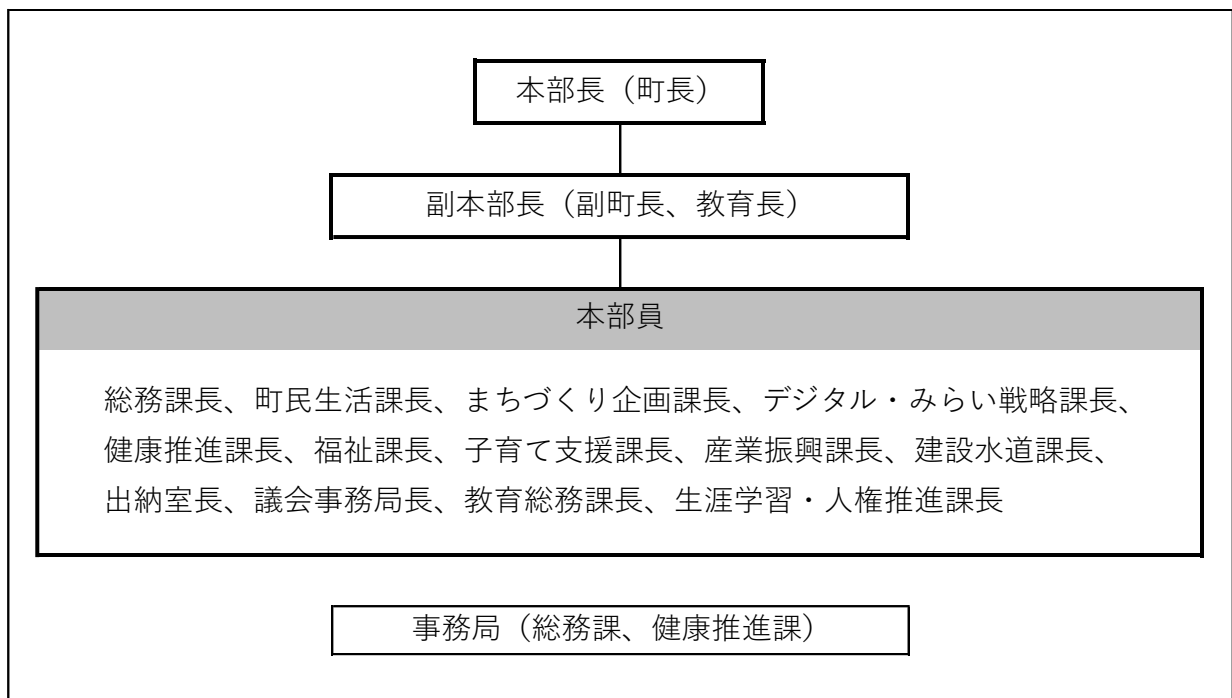 本部長（町長）
副本部長（副町長、教育長）
本部員
総務課長、町民生活課長、まちづくり企画課長、デジタル・みらい戦略課長、
健康推進課長、福祉課長、子育て支援課長、産業振興課長、建設水道課長、
出納室長、議会事務局長、教育総務課長、生涯学習・人権推進課長
事務局（総務課、健康推進課）